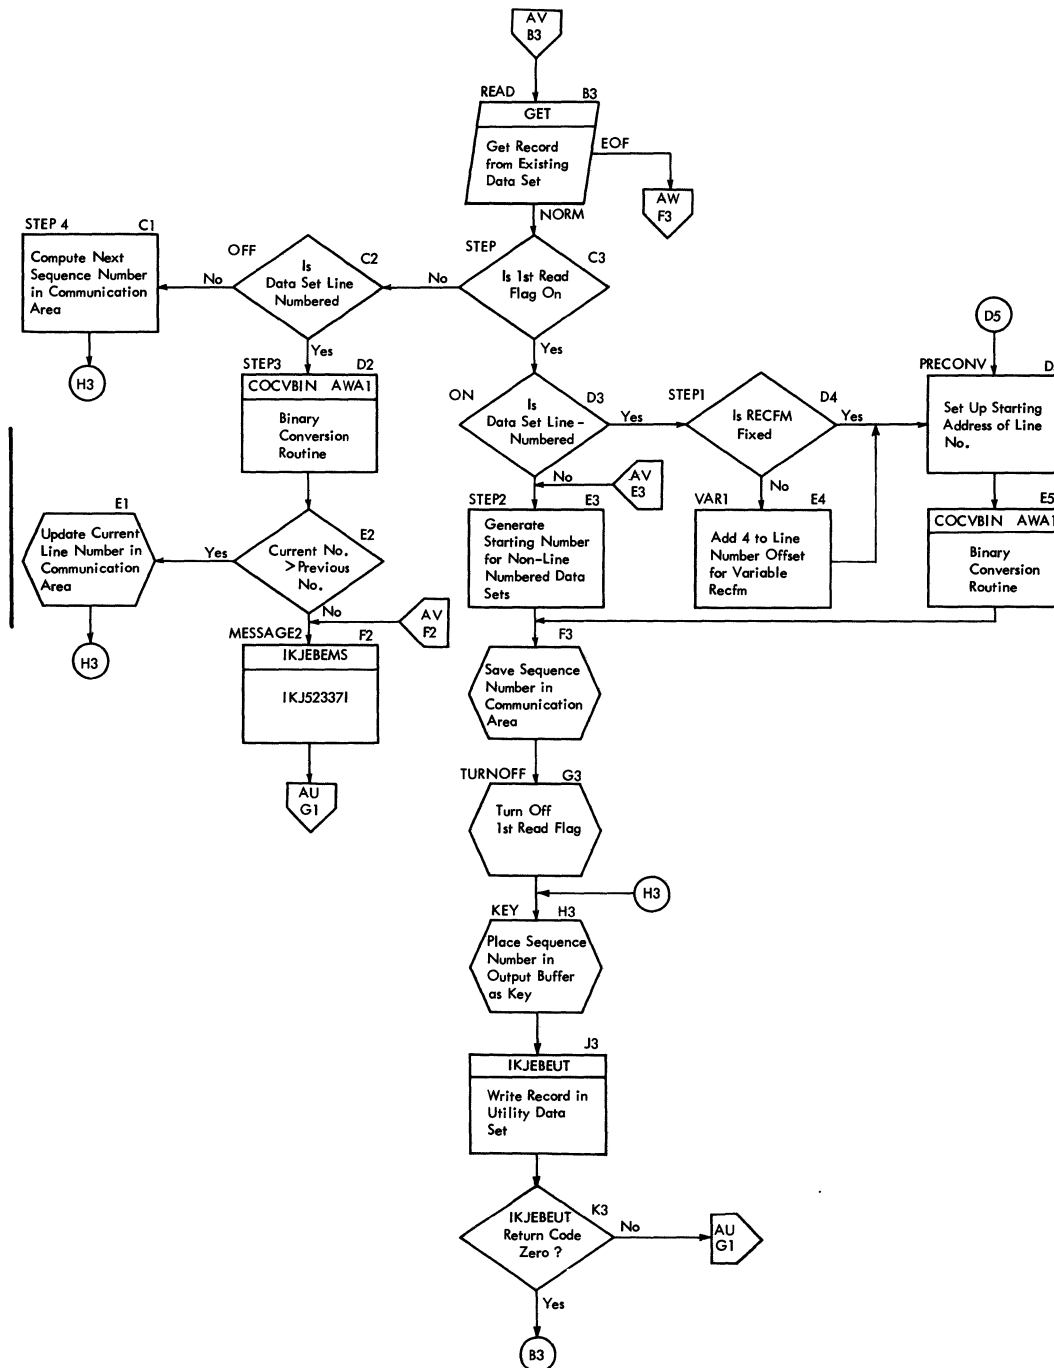 AV
B3
READ B3
GET
Get Record
from Existing
Data Set
EOF
AW
F3
NORM
STEP 4 C1
Compute Next
Sequence Number
in Communication
Area
H3
OFF
C2
Is
Data Set Line
Numbered
No
Yes
STEP
C3
Is 1st Read
Flag On
No
Yes
STEP3 D2
COCVBIN AWA1
Binary
Conversion
Routine
ON
D3
Is
Data Set Line-
Numbered
Yes
No
STEP1
D4
Is RECFM
Fixed
Yes
No
D5
PRECONV
Set Up Starting
Address of Line
No.
AV
E3
E1
Update Current
Line Number in
Communication
Area
H3
E2
Current No.
>Previous
No.
Yes
No
STEP2 E3
Generate
Starting Number
for Non-Line
Numbered Data
Sets
VAR1 E4
Add 4 to Line
Number Offset
for Variable
Recfm
E5
COCVBIN AWA1
Binary
Conversion
Routine
AV
F2
MESSAGE2 F2
IKJEBEMS
IKJ52337I
AU
G1
F3
Save Sequence
Number in
Communication
Area
TURNOFF G3
Turn Off
1st Read Flag
H3
KEY H3
Place Sequence
Number in
Output Buffer
as Key
J3
IKJEBEUT
Write Record in
Utility Data
Set
K3
IKJEBEUT
Return Code
Zero ?
No
AU
G1
Yes
B3